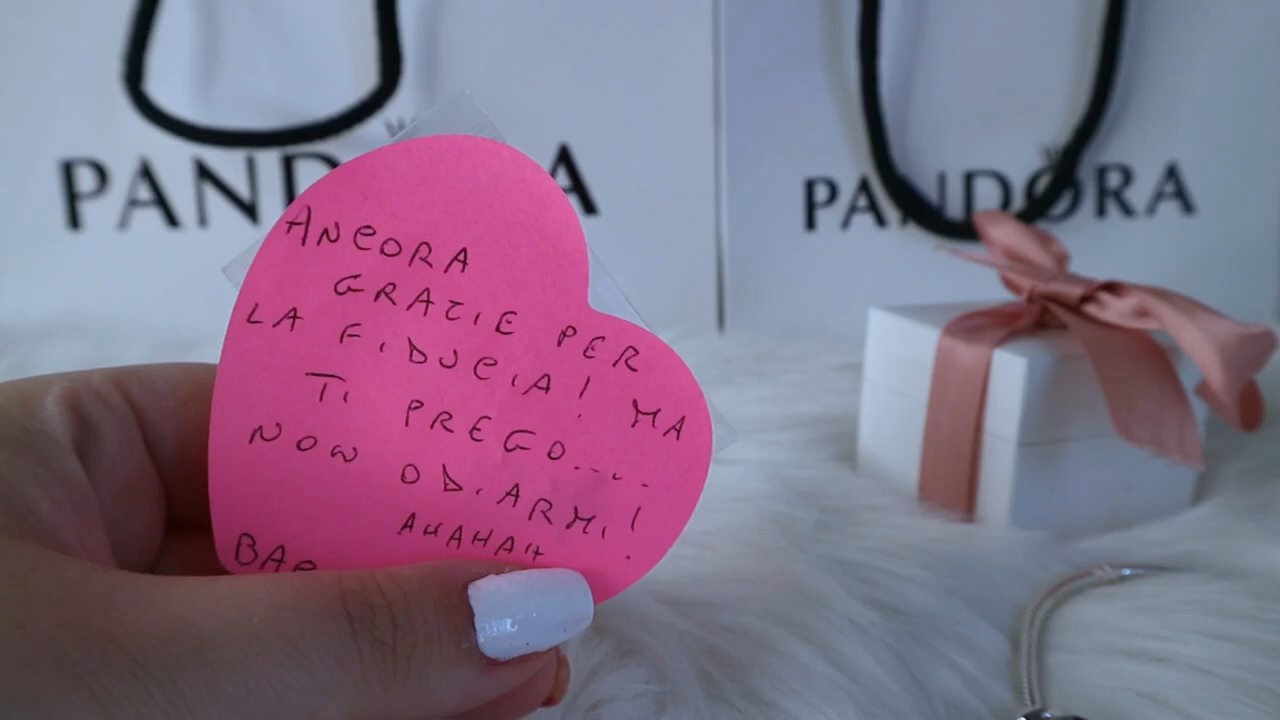 PANDORA
PANDORA
ANCORA
GRAZIE PER
LA FIDUCIA! MA
TI PREGO....
NON ODIARMI!
AHAHAH